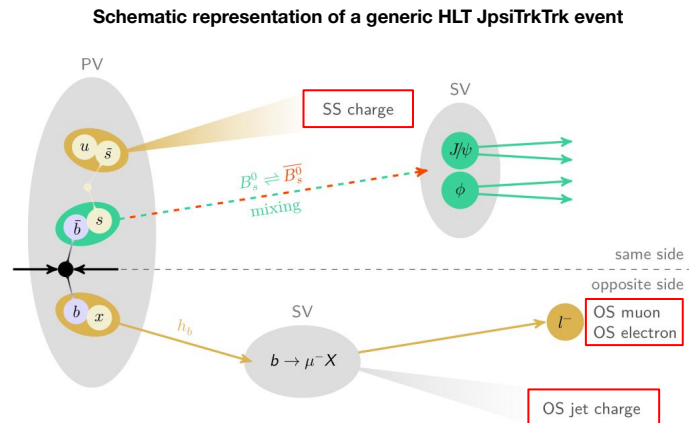 Schematic representation of a generic HLT JpsiTrkTrk event
PV
SV
SS charge
u
s̄
J/ψ
B⁰ₛ ⇌ B̅⁰ₛ
mixing
ϕ
b̄
s
same side
opposite side
b
x
hb
SV
b → μ⁻X
l⁻
OS muon
OS electron
OS jet charge